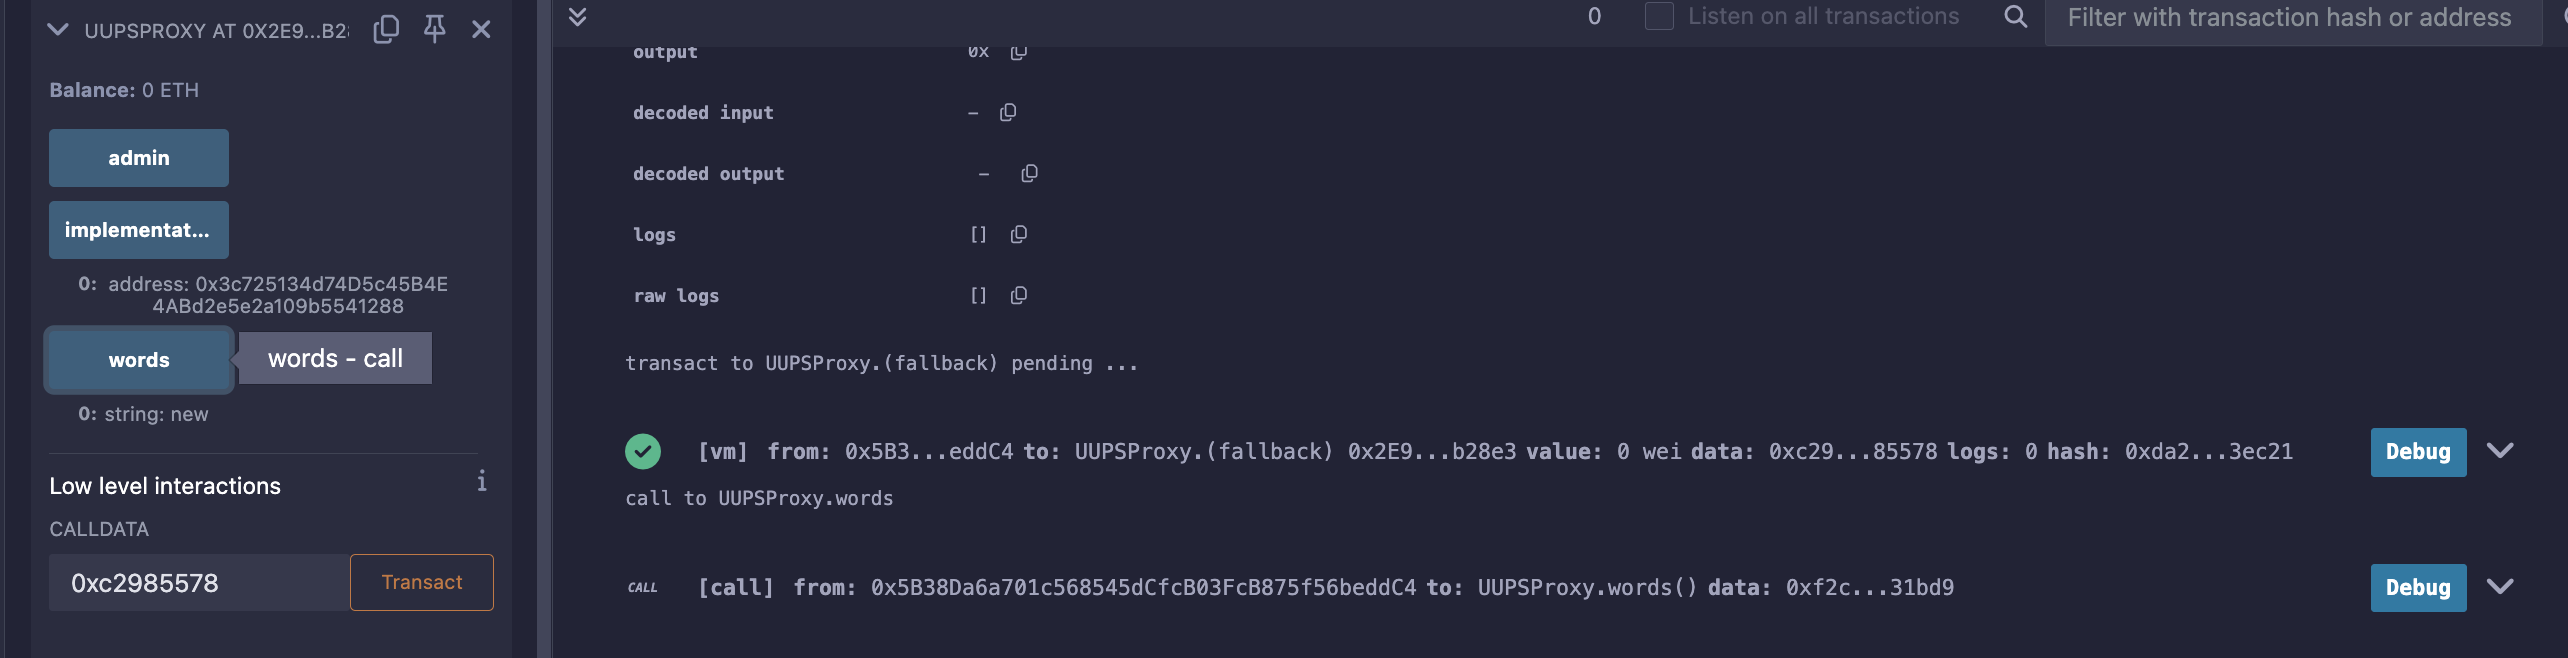 UUPSPROXY AT 0X2E9...B2
Balance: 0 ETH
admin
implementat...
0: address: 0x3c725134d74D5c45B4E
4ABd2e5e2a109b5541288
words
words - call
0: string: new
Low level interactions
i
CALLDATA
0xc2985578
Transact
0
Listen on all transactions
Filter with transaction hash or address
output 0x
decoded input -
decoded output -
logs []
raw logs []
transact to UUPSProxy.(fallback) pending ...
[vm] from: 0x5B3...eddC4 to: UUPSProxy.(fallback) 0x2E9...b28e3 value: 0 wei data: 0xc29...85578 logs: 0 hash: 0xda2...3ec21
Debug
call to UUPSProxy.words
CALL [call] from: 0x5B38Da6a701c568545dCfcB03FcB875f56beddC4 to: UUPSProxy.words() data: 0xf2c...31bd9
Debug